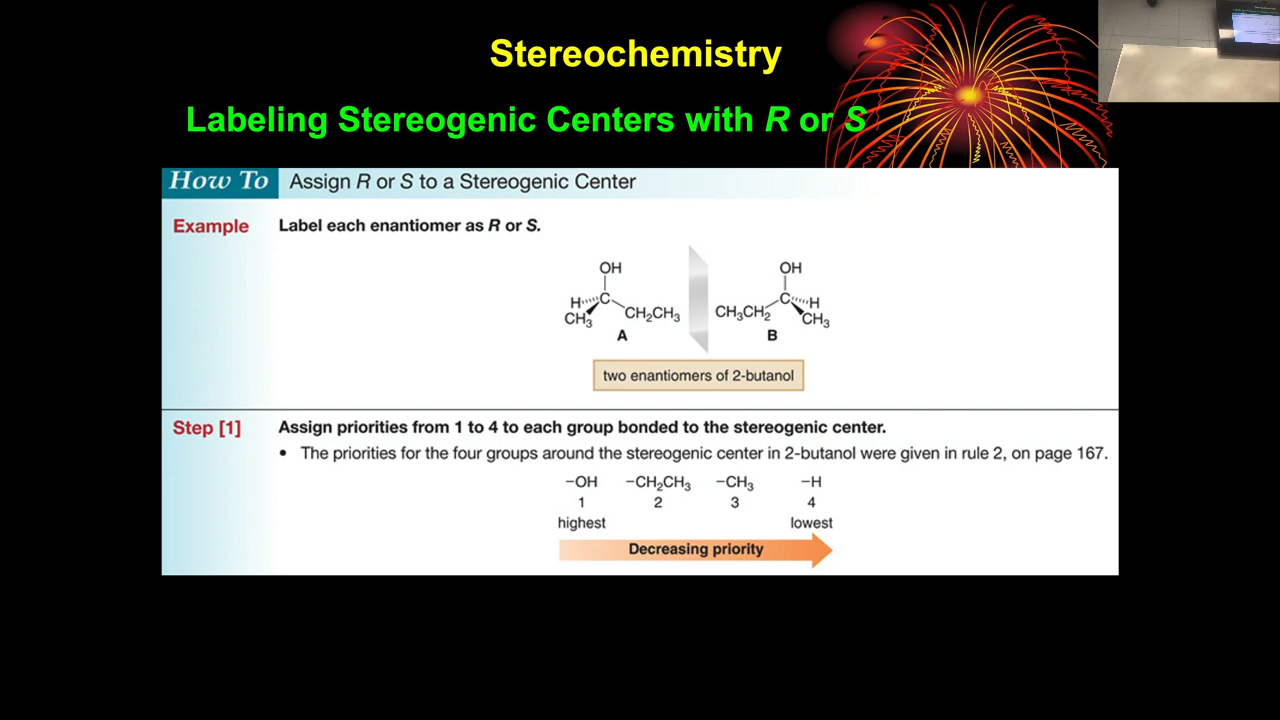 Stereochemistry
Labeling Stereogenic Centers with R or S
How To Assign R or S to a Stereogenic Center
Example Label each enantiomer as R or S.
OH OH
H C C H
CH₃ CH₂CH₃ CH₃CH₂ CH₃
A B
two enantiomers of 2-butanol
Step [1] Assign priorities from 1 to 4 to each group bonded to the stereogenic center.
• The priorities for the four groups around the stereogenic center in 2-butanol were given in rule 2, on page 167.
−OH −CH₂CH₃ −CH₃ −H
1 2 3 4
highest lowest
Decreasing priority